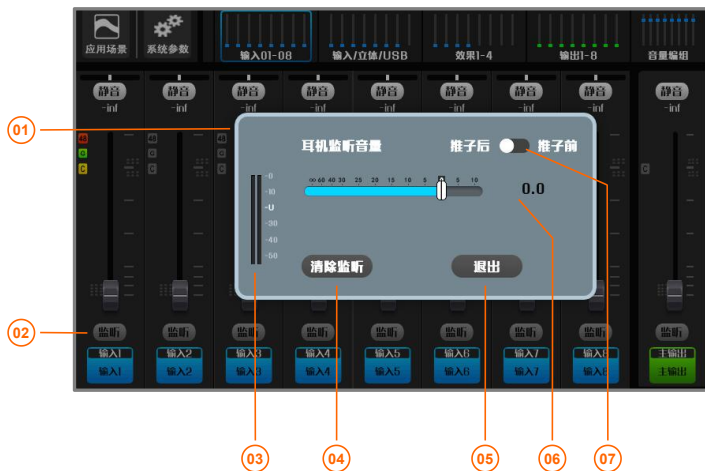 应用场景 系统参数 输入01-08 输入/立体/USB 效果1-4 输出1-8 音量编组
静音 静音 静音 静音 静音 静音 静音 静音 静音
-inf -inf -inf -inf -inf -inf -inf -inf -inf
01
耳机监听音量 推子后 推子前
G G
C C C
∞ 60 40 30 25 20 15 10 5 0 5 10
0.0
-0
-10
-U
-20
-30
-40
-50
清除监听 退出
02
监听 监听 监听 监听 监听 监听 监听 监听 监听
输入1 输入2 输入3 输入4 输入5 输入6 输入7 输入8 主输出
输入1 输入2 输入3 输入4 输入5 输入6 输入7 输入8 主输出
03 04 05 06 07